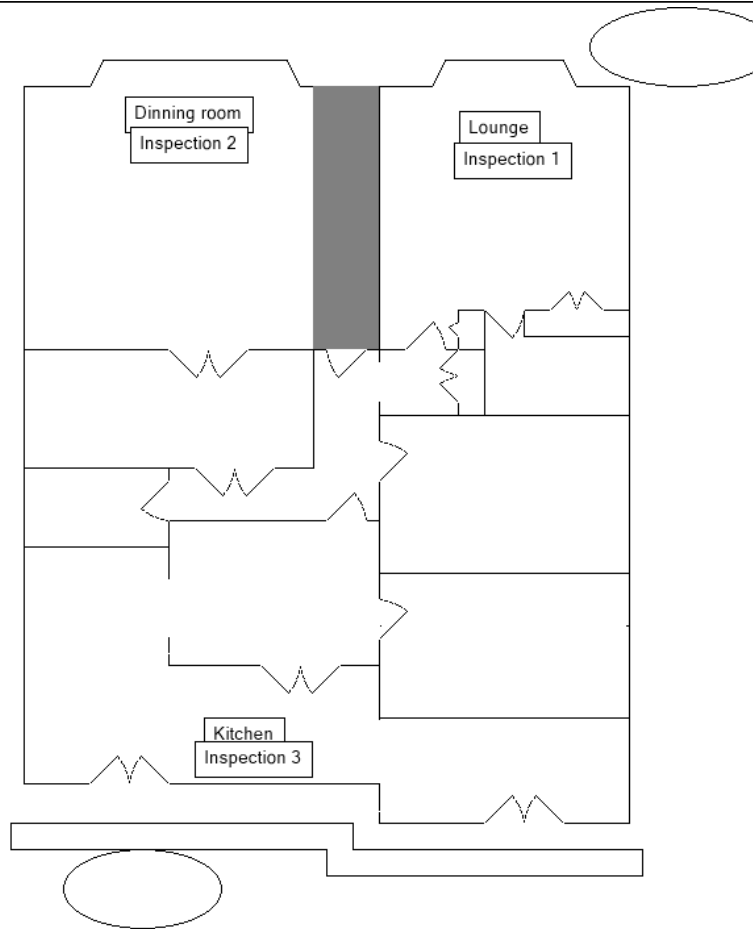 Dinning room
Inspection 2
Lounge
Inspection 1
Kitchen
Inspection 3